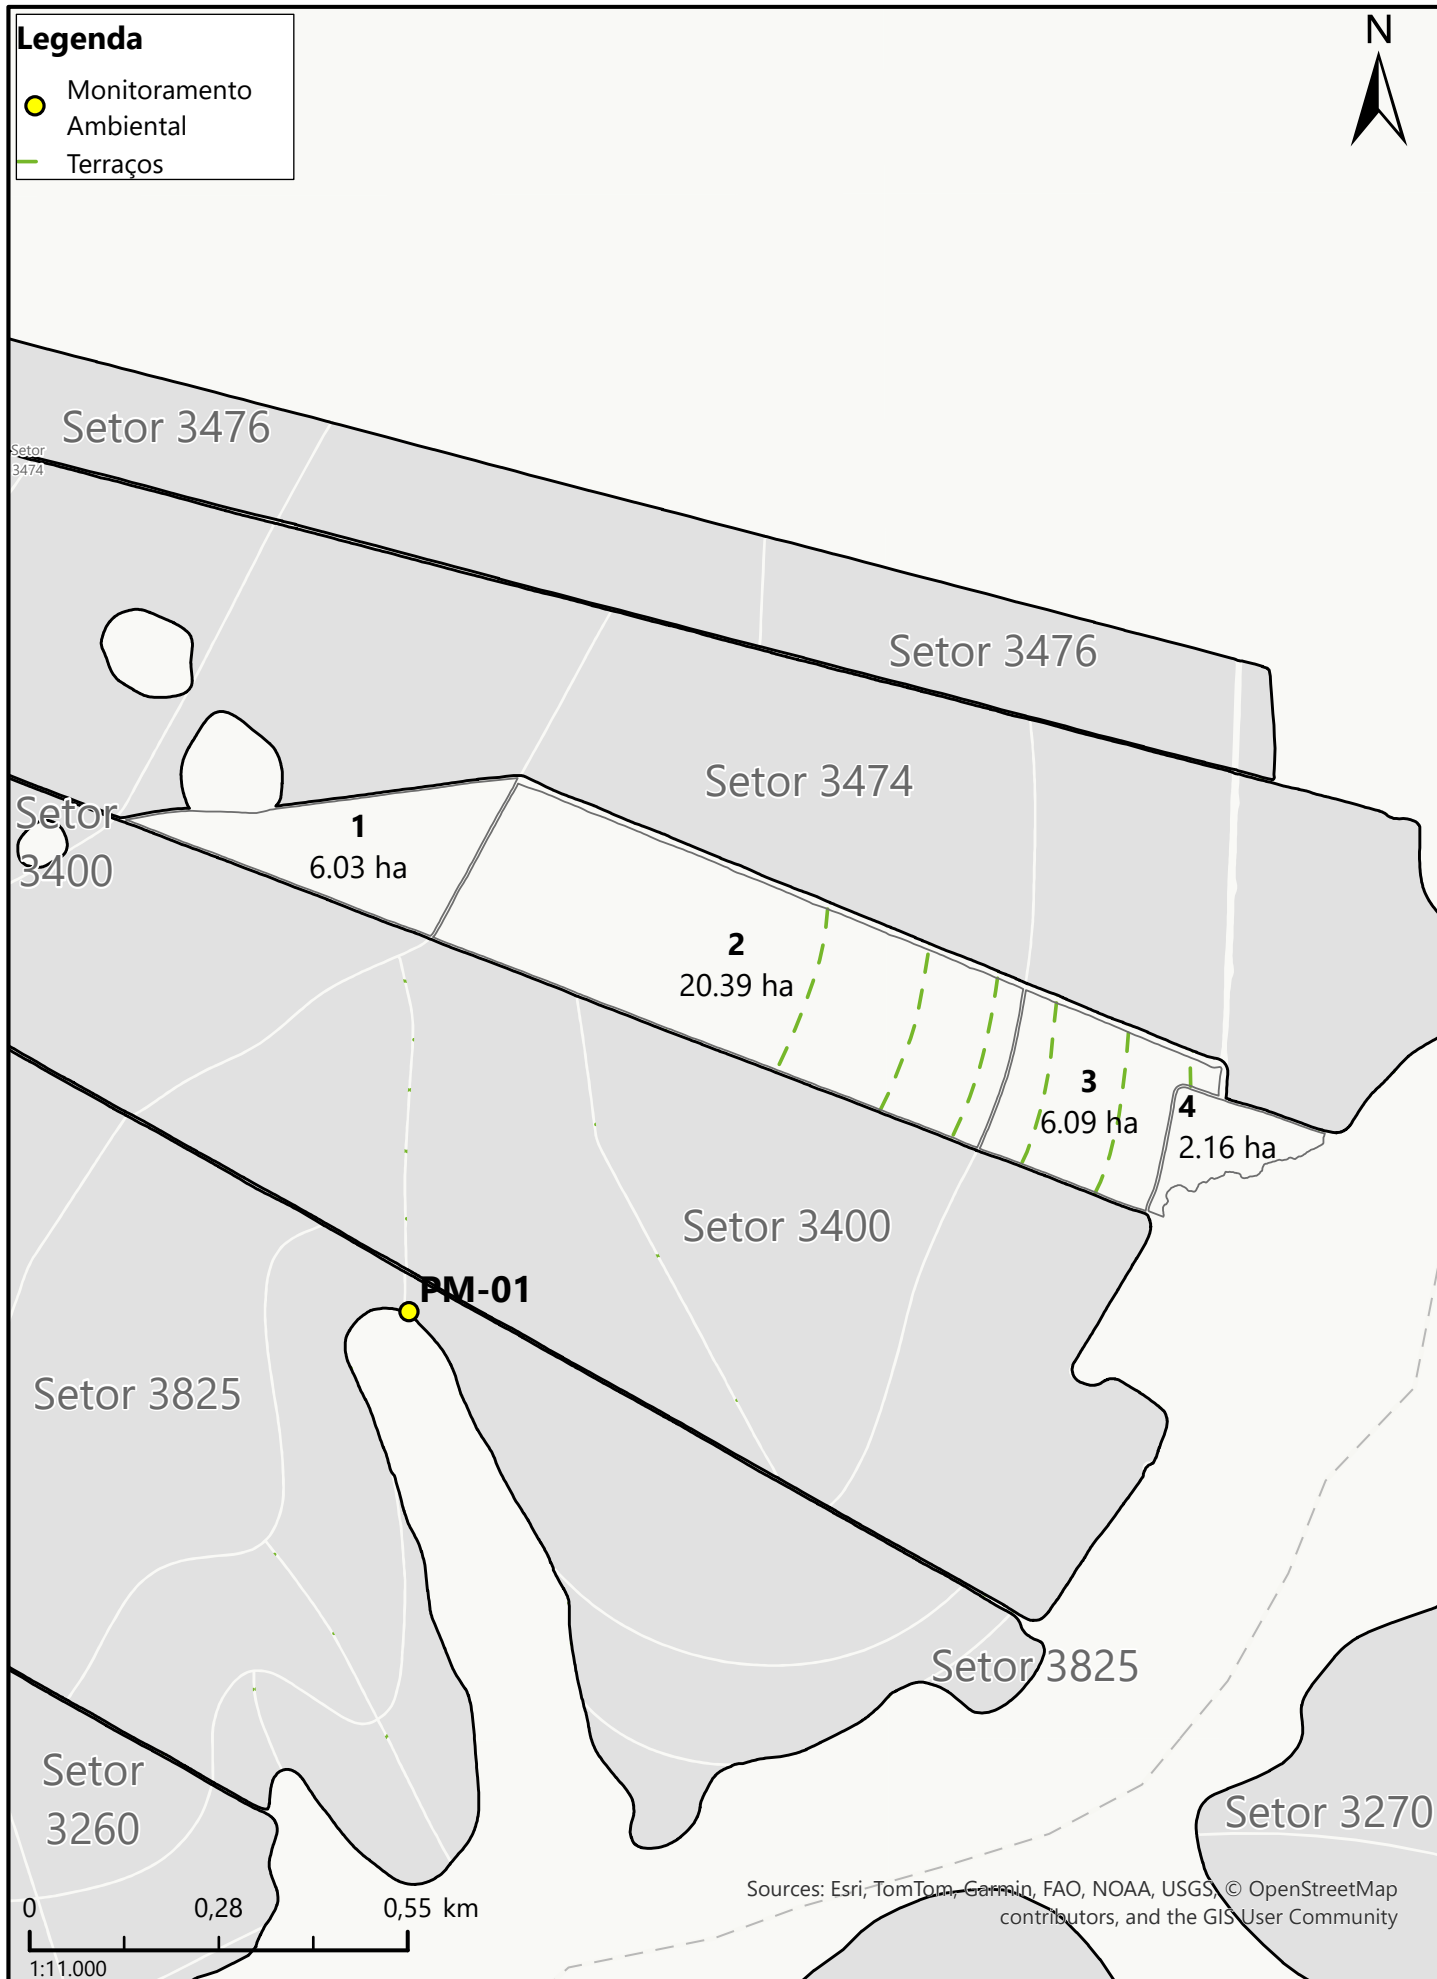 Legenda
Monitoramento
Ambiental
Terraços
N
Setor 3476
Setor
3474
Setor 3476
Setor 3474
Setor
3400
1
6.03 ha
2
20.39 ha
3
6.09 ha
4
2.16 ha
Setor 3400
PM-01
Setor 3825
Setor 3825
Setor
3260
Setor 3270
Sources: Esri, TomTom, Garmin, FAO, NOAA, USGS, © OpenStreetMap
contributors, and the GIS User Community
0 0,28 0,55 km
1:11.000